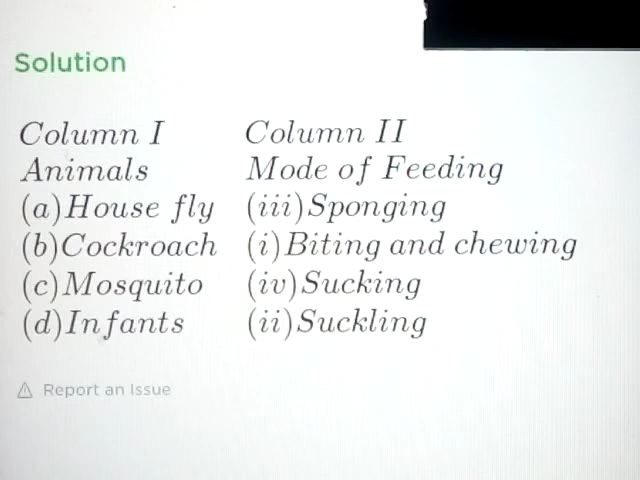 Solution
Column I Column II
Animals Mode of Feeding
(a)House fly (iii)Sponging
(b)Cockroach (i)Biting and chewing
(c)Mosquito (iv)Sucking
(d)Infants (ii)Suckling
Report an Issue